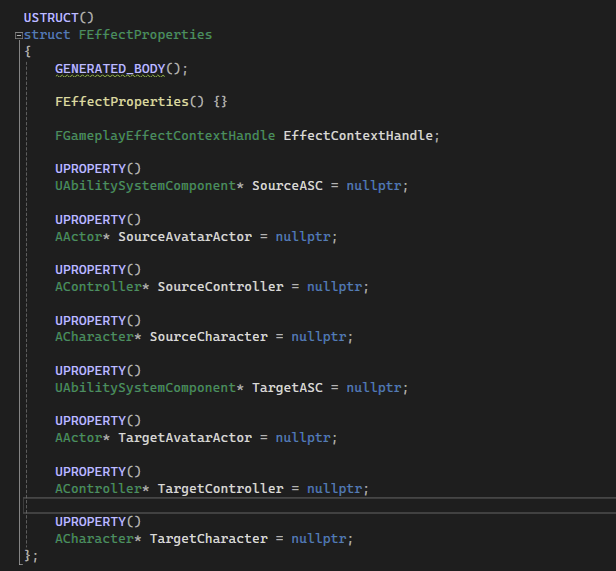 USTRUCT()
struct FEffectProperties
{
GENERATED_BODY();
FEffectProperties() {}
FGameplayEffectContextHandle EffectContextHandle;
UPROPERTY()
UAbilitySystemComponent* SourceASC = nullptr;
UPROPERTY()
AActor* SourceAvatarActor = nullptr;
UPROPERTY()
AController* SourceController = nullptr;
UPROPERTY()
ACharacter* SourceCharacter = nullptr;
UPROPERTY()
UAbilitySystemComponent* TargetASC = nullptr;
UPROPERTY()
AActor* TargetAvatarActor = nullptr;
UPROPERTY()
AController* TargetController = nullptr;
UPROPERTY()
ACharacter* TargetCharacter = nullptr;
};